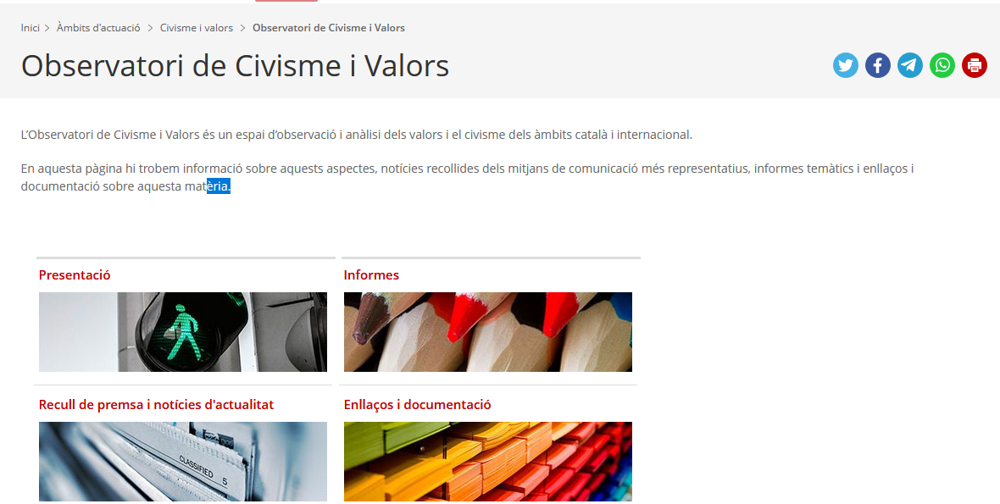 Inici > Àmbits d'actuació > Civisme i valors > Observatori de Civisme i Valors
Observatori de Civisme i Valors
L'Observatori de Civisme i Valors és un espai d'observació i anàlisi dels valors i el civisme dels àmbits català i internacional.
En aquesta pàgina hi trobem informació sobre aquests aspectes, notícies recollides dels mitjans de comunicació més representatius, informes temàtics i enllaços i
documentació sobre aquesta matèria.
Presentació
Informes
Recull de premsa i notícies d'actualitat
Enllaços i documentació
CLASSIFIED 5